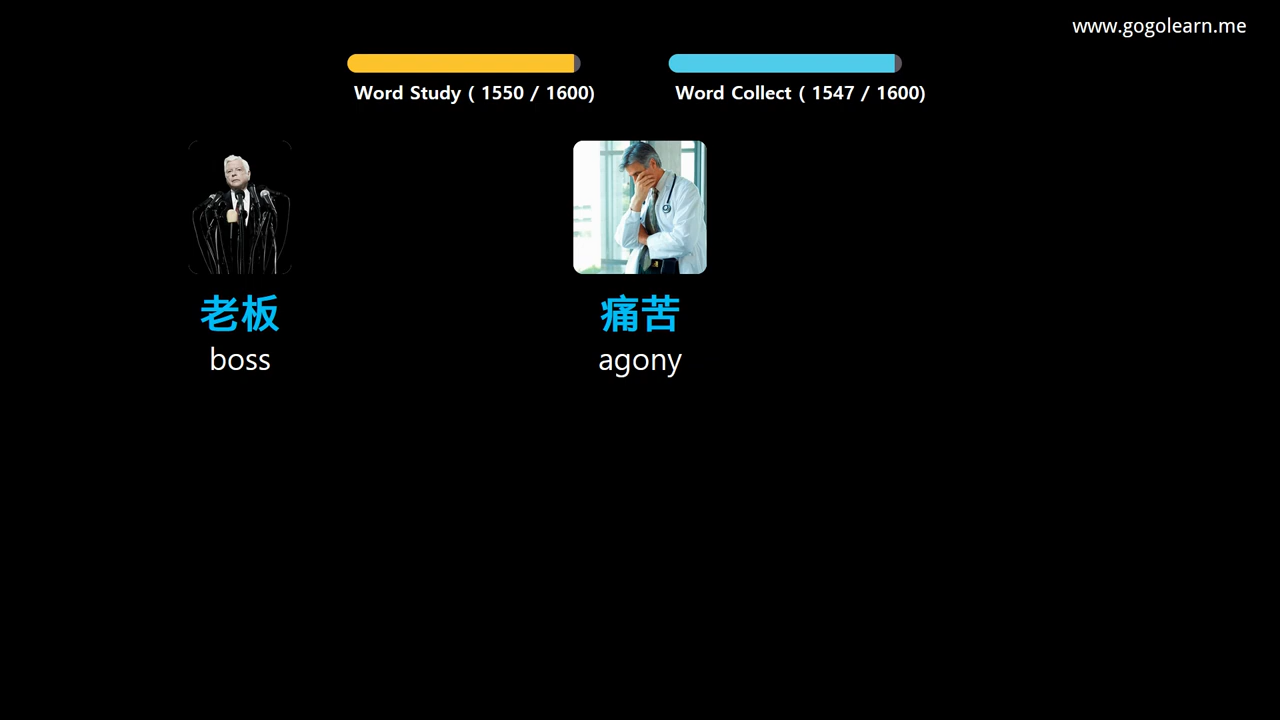 www.gogolearn.me
Word Study ( 1550 / 1600)
Word Collect ( 1547 / 1600)
老板
boss
痛苦
agony